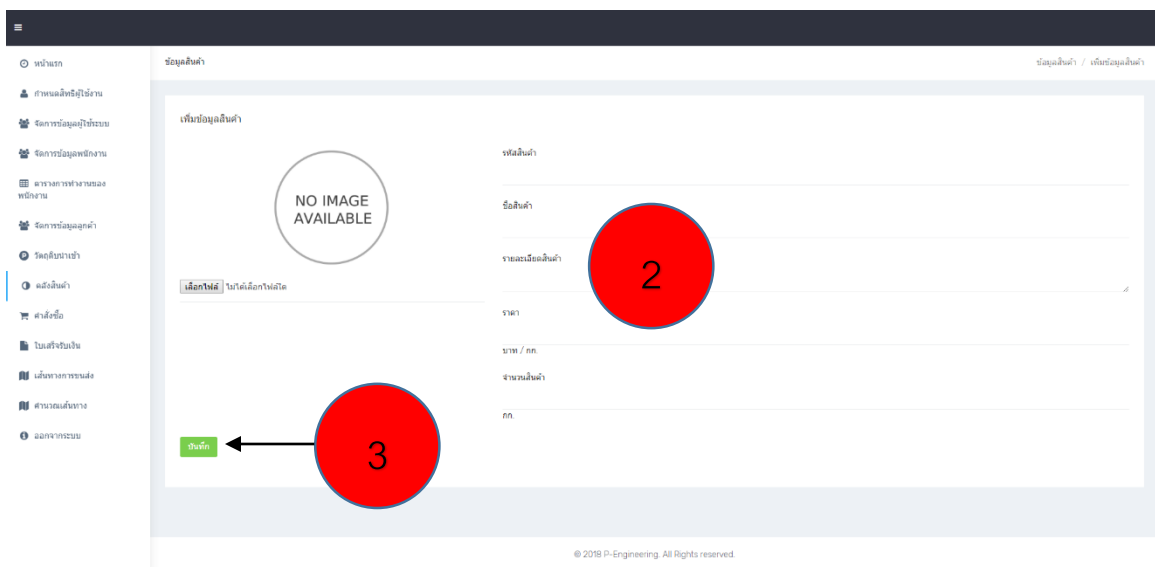 หน้าแรก
กำหนดสิทธิผู้ใช้งาน
จัดการข้อมูลผู้ใช้ระบบ
จัดการข้อมูลพนักงาน
ตารางการทำงานของ
พนักงาน
จัดการข้อมูลลูกค้า
วัตถุดิบนำเข้า
คลังสินค้า
คำสั่งซื้อ
ใบเสร็จรับเงิน
เส้นทางการขนส่ง
คำนวณเส้นทาง
ออกจากระบบ
ข้อมูลสินค้า
ข้อมูลสินค้า / เพิ่มข้อมูลสินค้า
เพิ่มข้อมูลสินค้า
NO IMAGE
AVAILABLE
เลือกไฟล์ ไม่ได้เลือกไฟล์ใด
รหัสสินค้า
ชื่อสินค้า
รายละเอียดสินค้า
2
ราคา
บาท / กก.
จำนวนสินค้า
กก.
บันทึก
3
© 2018 P-Engineering. All Rights reserved.